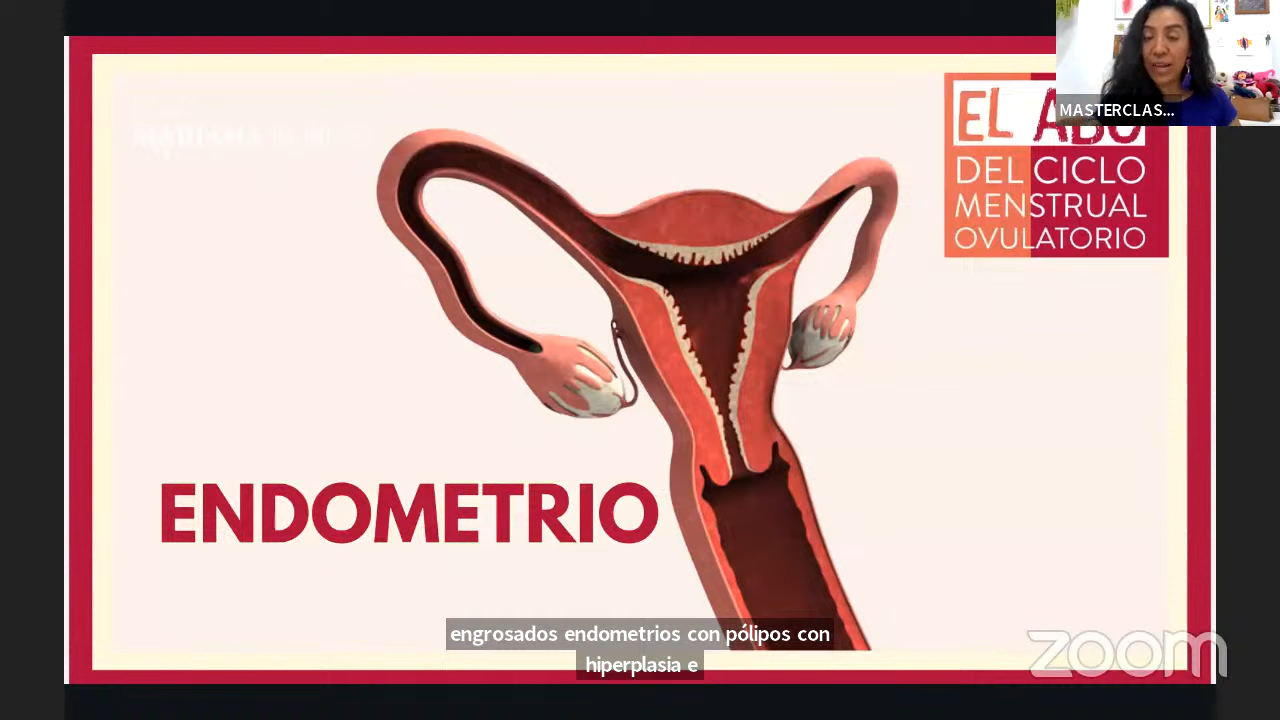 MASTERCLAS...
EL ABC
DEL CICLO
MENSTRUAL
OVULATORIO
ENDOMETRIO
engrosados endometrios con pólipos con
hiperplasia e
zoom